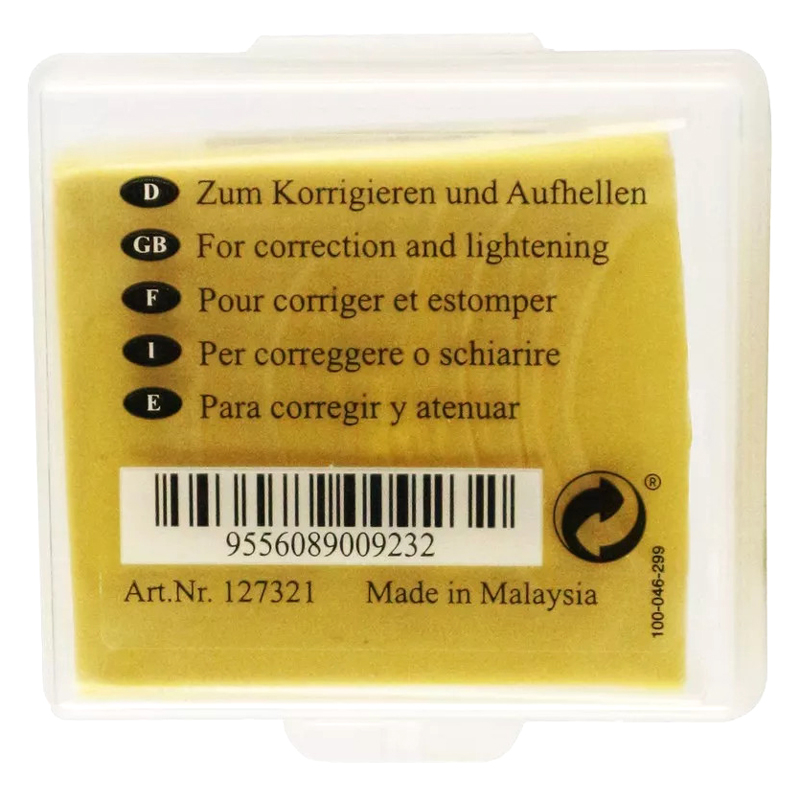 D Zum Korrigieren und Aufhellen
GB For correction and lightening
F Pour corriger et estomper
I Per correggere o schiarire
E Para corregir y atenuar
9556089009232
®
Art.Nr. 127321 Made in Malaysia
100-046-299